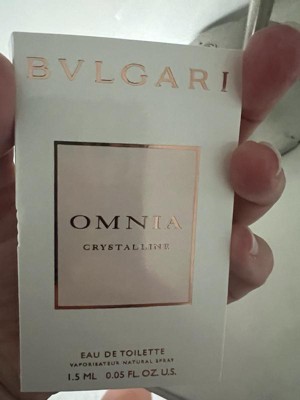 BVLGARI
OMNIA
CRYSTALLINE
EAU DE TOILETTE
VAPORISATEUR NATURAL SPRAY
1.5 ML 0.05 FL. OZ. U.S.